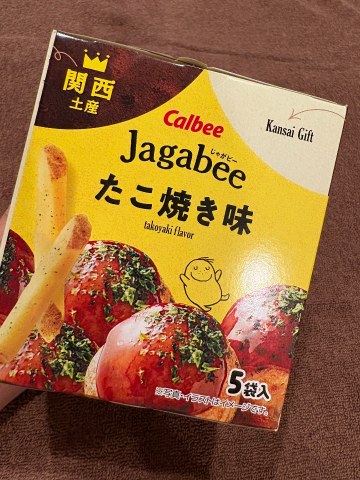 関西
土産
Calbee
Kansai Gift
じゃがビー
Jagabee
たこ焼き味
takoyaki flavor
5袋入
※写真・イラストはイメージです。